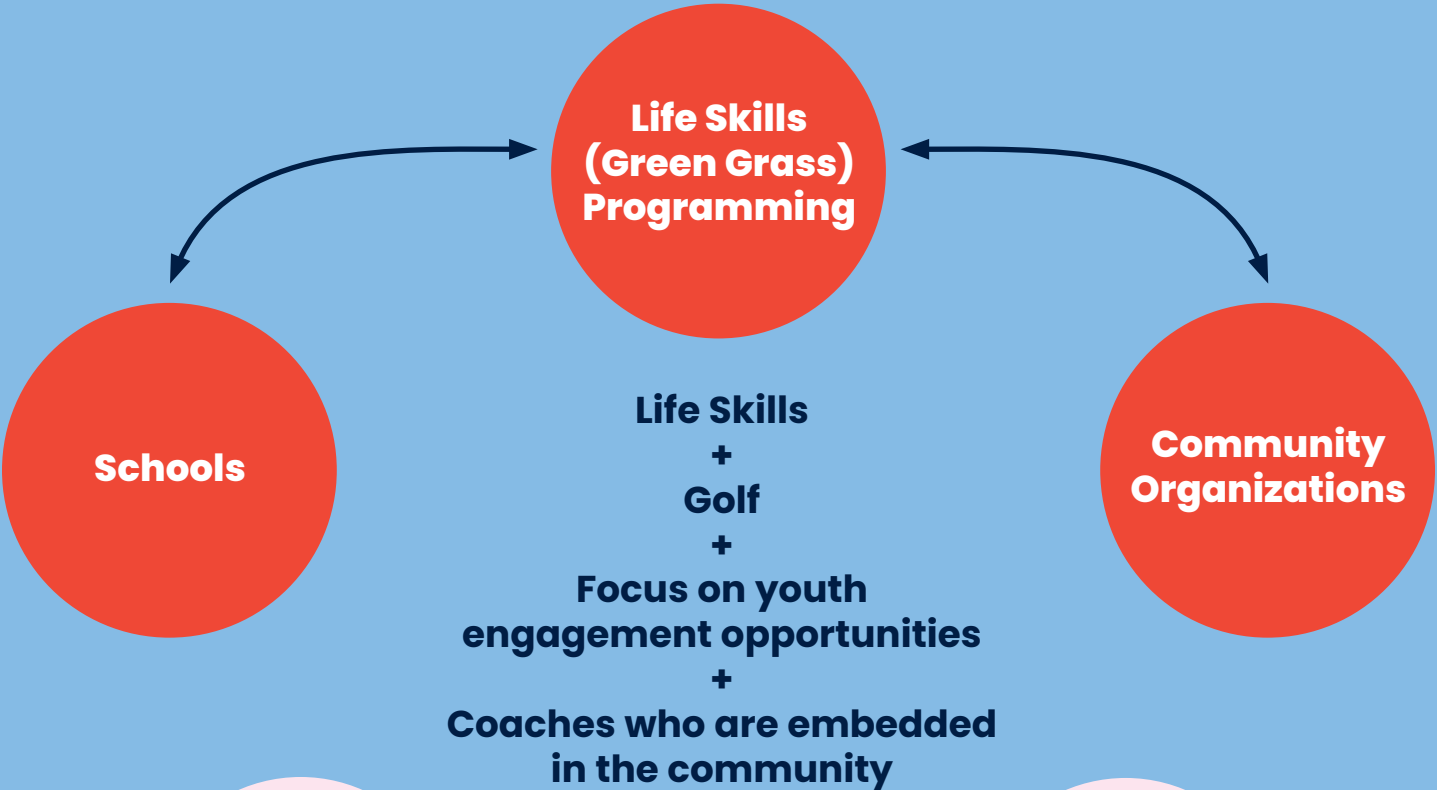 Life Skills
(Green Grass)
Programming
Schools
Community
Organizations
Life Skills
+
Golf
+
Focus on youth
engagement opportunities
+
Coaches who are embedded
in the community